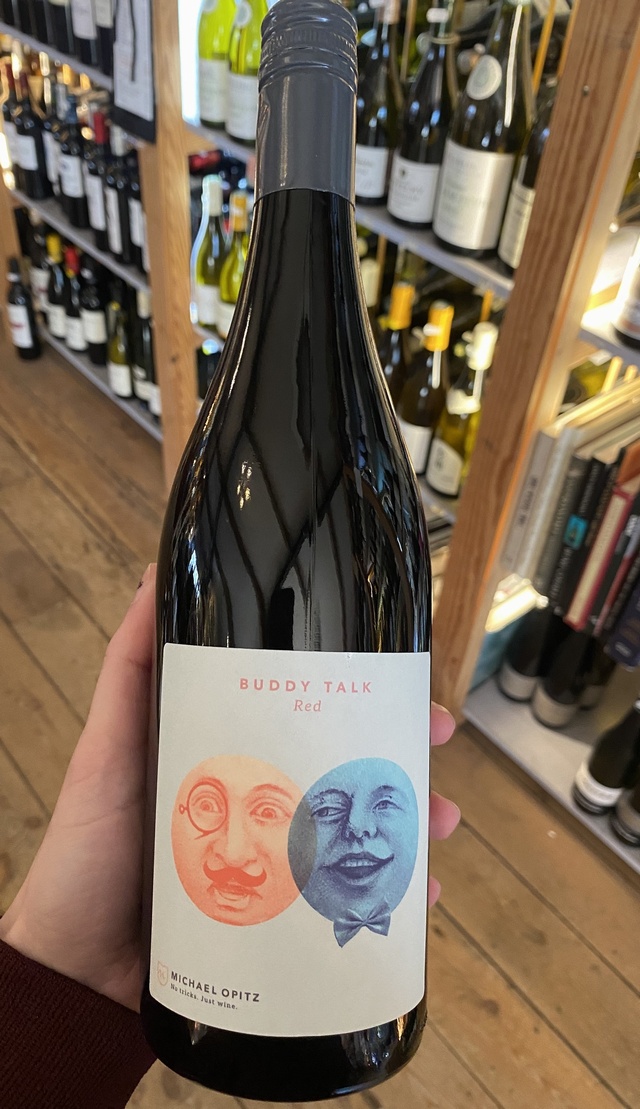 BUDDY TALK
Red
MICHAEL OPITZ
No tricks. Just wine.